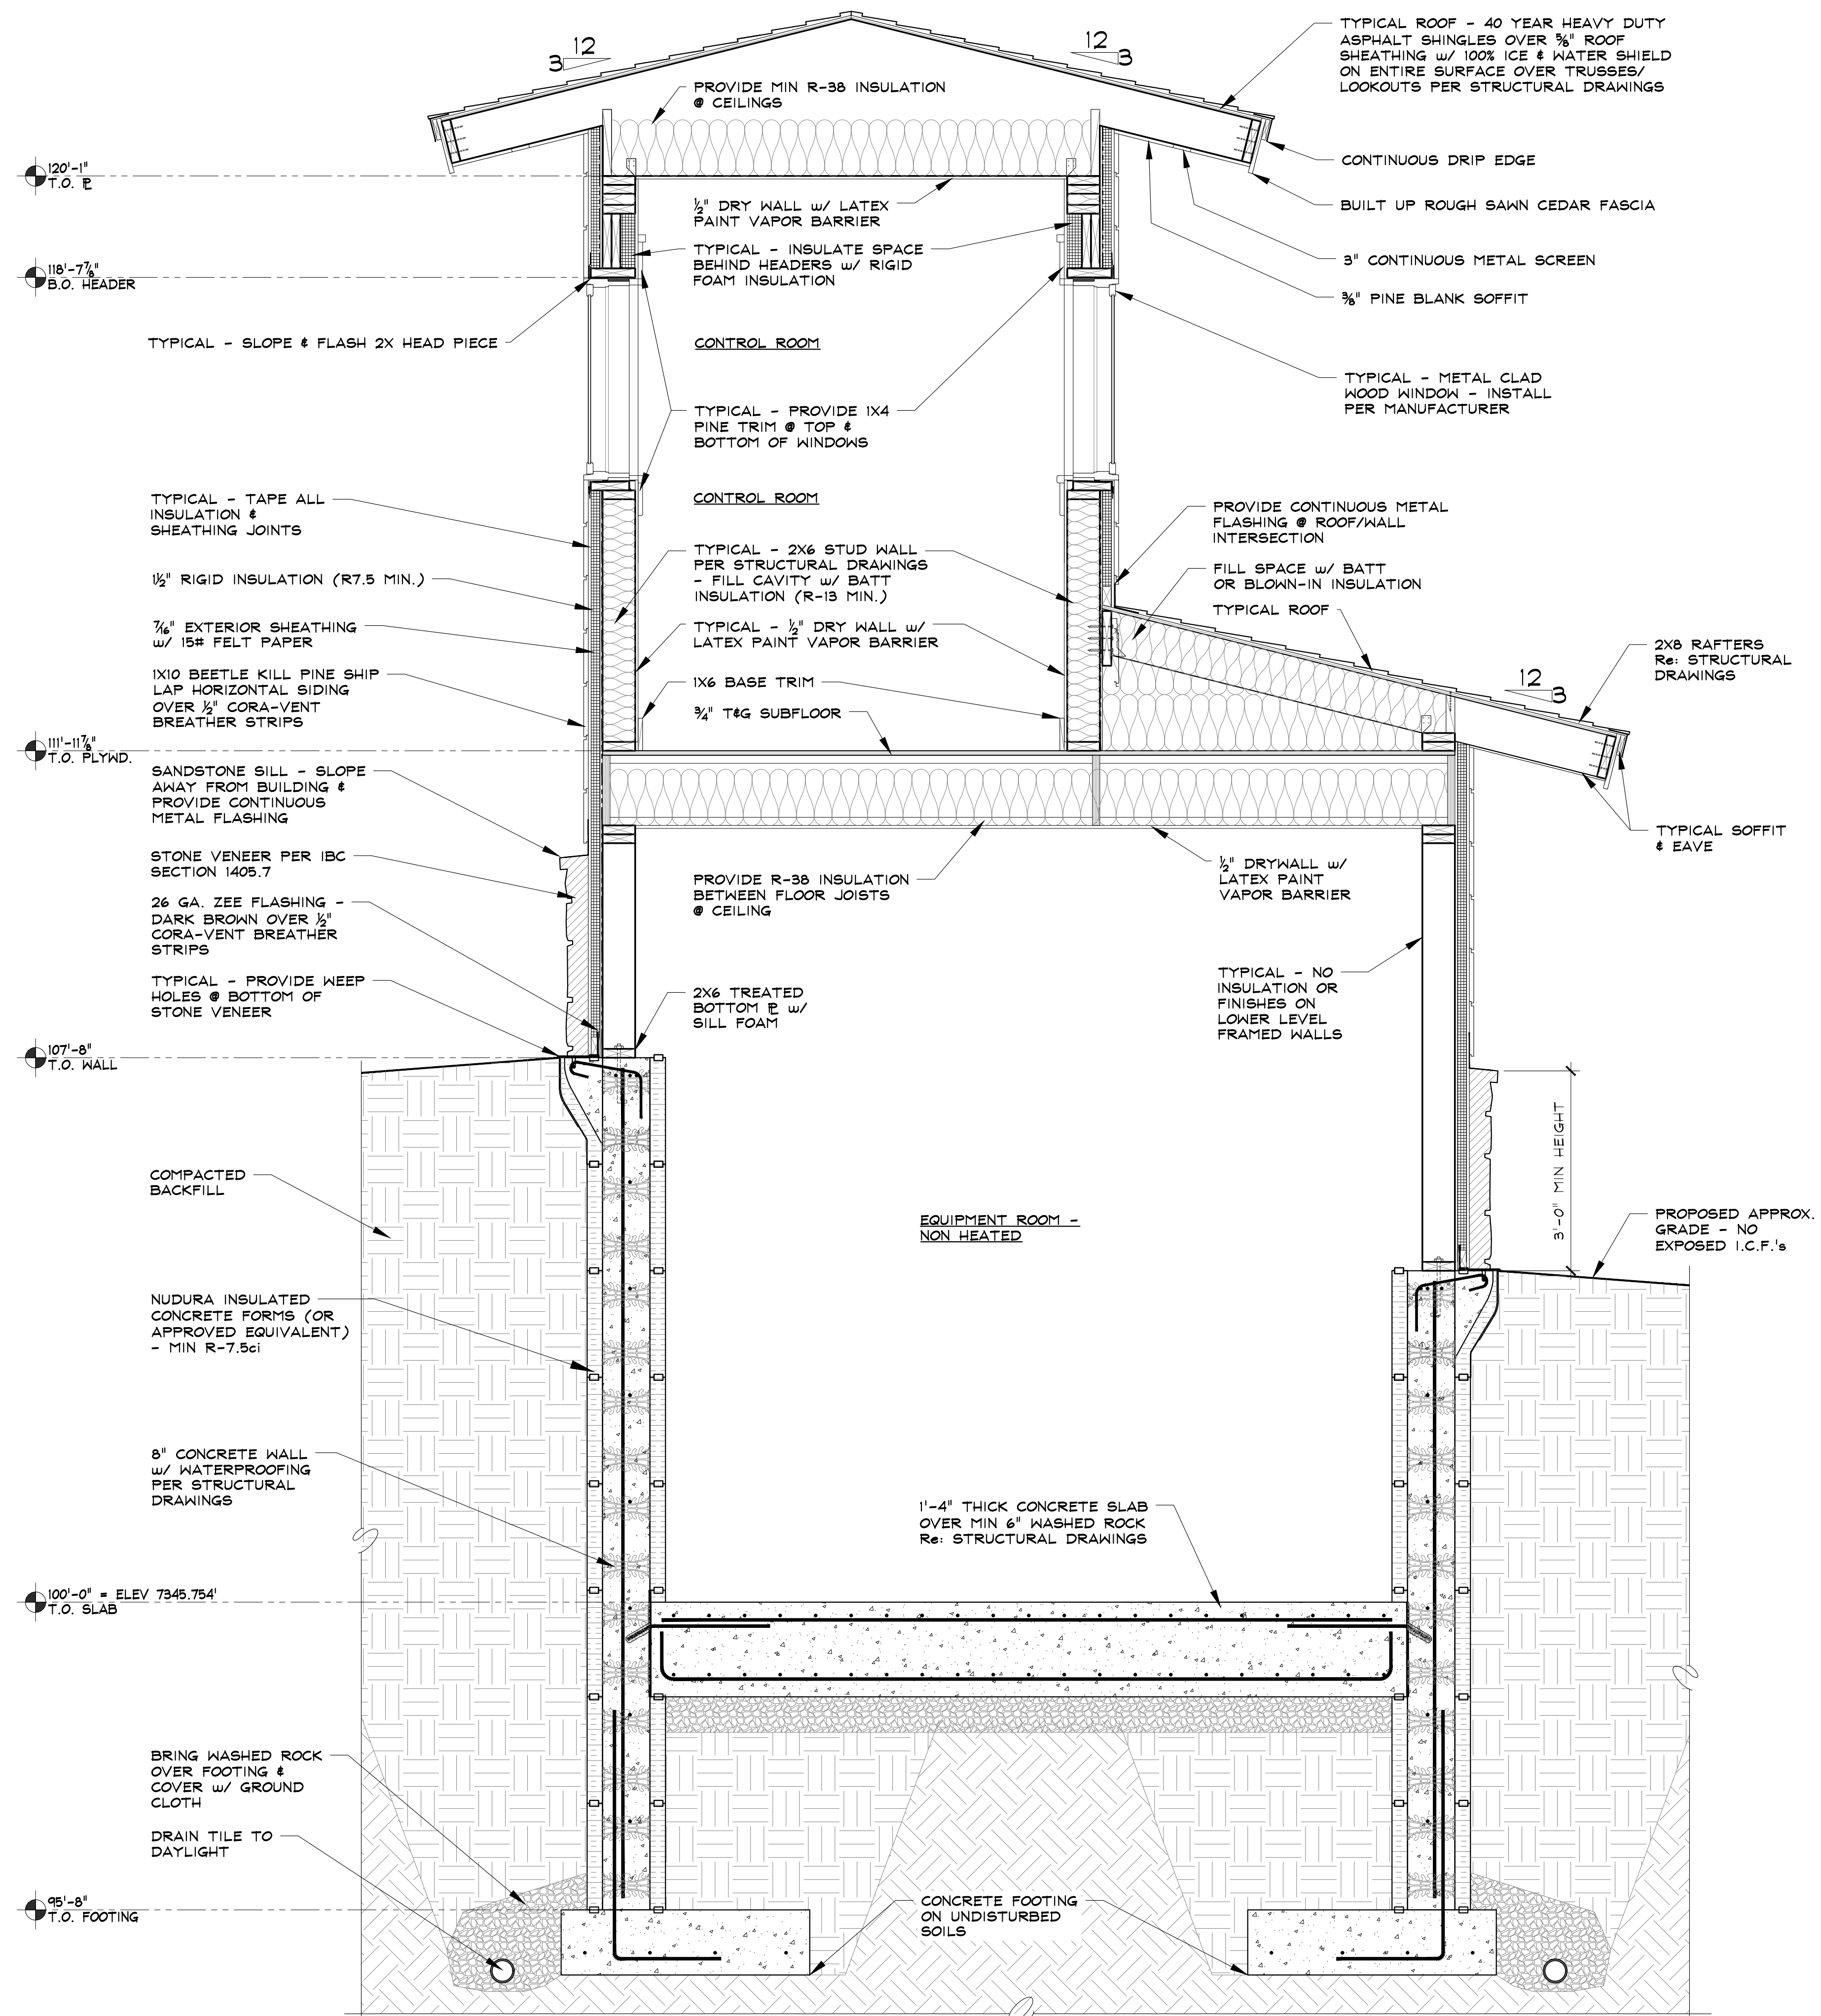 12
3
12
3
TYPICAL ROOF - 40 YEAR HEAVY DUTY
ASPHALT SHINGLES OVER ⅝" ROOF
SHEATHING w/ 100% ICE & WATER SHIELD
ON ENTIRE SURFACE OVER TRUSSES/
LOOKOUTS PER STRUCTURAL DRAWINGS
PROVIDE MIN R-38 INSULATION
@ CEILINGS
CONTINUOUS DRIP EDGE
120'-1"
T.O. PL
½" DRY WALL w/ LATEX
PAINT VAPOR BARRIER
BUILT UP ROUGH SAWN CEDAR FASCIA
TYPICAL - INSULATE SPACE
BEHIND HEADERS w/ RIGID
FOAM INSULATION
3" CONTINUOUS METAL SCREEN
118'-7⅞"
B.O. HEADER
⅜" PINE BLANK SOFFIT
TYPICAL - SLOPE & FLASH 2X HEAD PIECE
CONTROL ROOM
TYPICAL - METAL CLAD
WOOD WINDOW - INSTALL
PER MANUFACTURER
TYPICAL - PROVIDE 1X4
PINE TRIM @ TOP &
BOTTOM OF WINDOWS
TYPICAL - TAPE ALL
INSULATION &
SHEATHING JOINTS
CONTROL ROOM
PROVIDE CONTINUOUS METAL
FLASHING @ ROOF/WALL
INTERSECTION
1½" RIGID INSULATION (R7.5 MIN.)
TYPICAL - 2X6 STUD WALL
PER STRUCTURAL DRAWINGS
- FILL CAVITY w/ BATT
INSULATION (R-13 MIN.)
FILL SPACE w/ BATT
OR BLOWN-IN INSULATION
TYPICAL ROOF
7/16" EXTERIOR SHEATHING
w/ 15# FELT PAPER
TYPICAL - ½" DRY WALL w/
LATEX PAINT VAPOR BARRIER
2X8 RAFTERS
Re: STRUCTURAL
DRAWINGS
1X10 BEETLE KILL PINE SHIP
LAP HORIZONTAL SIDING
OVER ½" CORA-VENT
BREATHER STRIPS
1X6 BASE TRIM
12
3
¾" T&G SUBFLOOR
111'-11⅞"
T.O. PLYWD.
SANDSTONE SILL - SLOPE
AWAY FROM BUILDING &
PROVIDE CONTINUOUS
METAL FLASHING
TYPICAL SOFFIT
& EAVE
STONE VENEER PER IBC
SECTION 1405.7
PROVIDE R-38 INSULATION
BETWEEN FLOOR JOISTS
@ CEILING
½" DRYWALL w/
LATEX PAINT
VAPOR BARRIER
26 GA. ZEE FLASHING -
DARK BROWN OVER ½"
CORA-VENT BREATHER
STRIPS
TYPICAL - PROVIDE WEEP
HOLES @ BOTTOM OF
STONE VENEER
2X6 TREATED
BOTTOM PL w/
SILL FOAM
TYPICAL - NO
INSULATION OR
FINISHES ON
LOWER LEVEL
FRAMED WALLS
107'-8"
T.O. WALL
3'-0" MIN HEIGHT
COMPACTED
BACKFILL
EQUIPMENT ROOM -
NON HEATED
PROPOSED APPROX.
GRADE - NO
EXPOSED I.C.F.'s
NUDURA INSULATED
CONCRETE FORMS (OR
APPROVED EQUIVALENT)
- MIN R-7.5ci
8" CONCRETE WALL
w/ WATERPROOFING
PER STRUCTURAL
DRAWINGS
1'-4" THICK CONCRETE SLAB
OVER MIN 6" WASHED ROCK
Re: STRUCTURAL DRAWINGS
100'-0" = ELEV 7345.754'
T.O. SLAB
BRING WASHED ROCK
OVER FOOTING &
COVER w/ GROUND
CLOTH
DRAIN TILE TO
DAYLIGHT
95'-8"
T.O. FOOTING
CONCRETE FOOTING
ON UNDISTURBED
SOILS